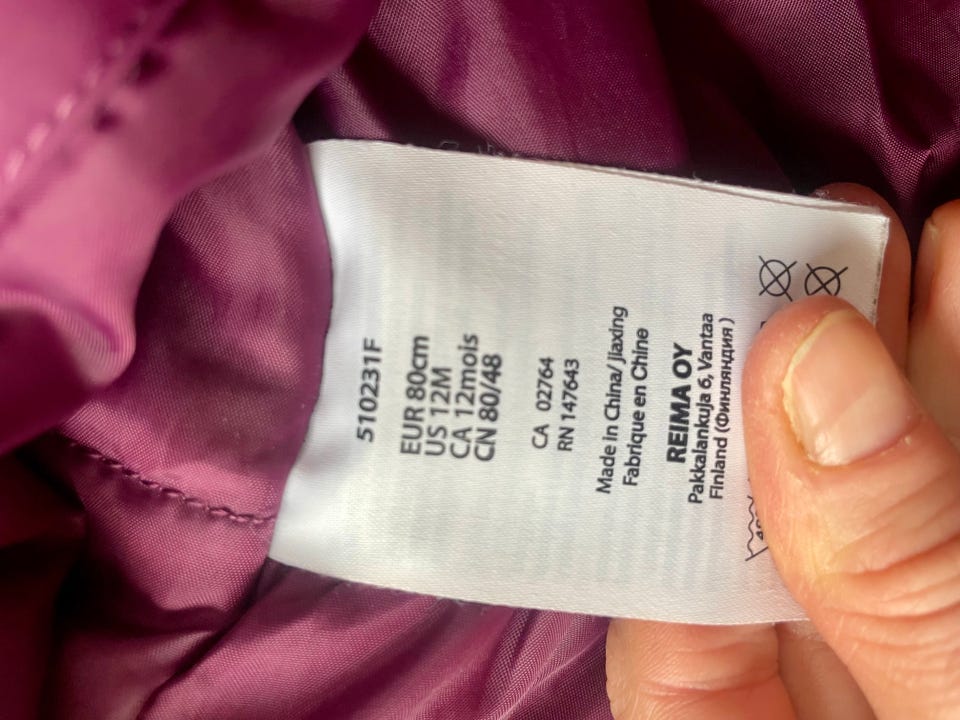 510231F
EUR 80cm
US 12M
CA 12mois
CN 80/48
CA 02764
RN 147643
Made in China/ Jiaxing
Fabrique en Chine
REIMA OY
Pakkalankuja 6, Vantaa
Finland (Финляндия)